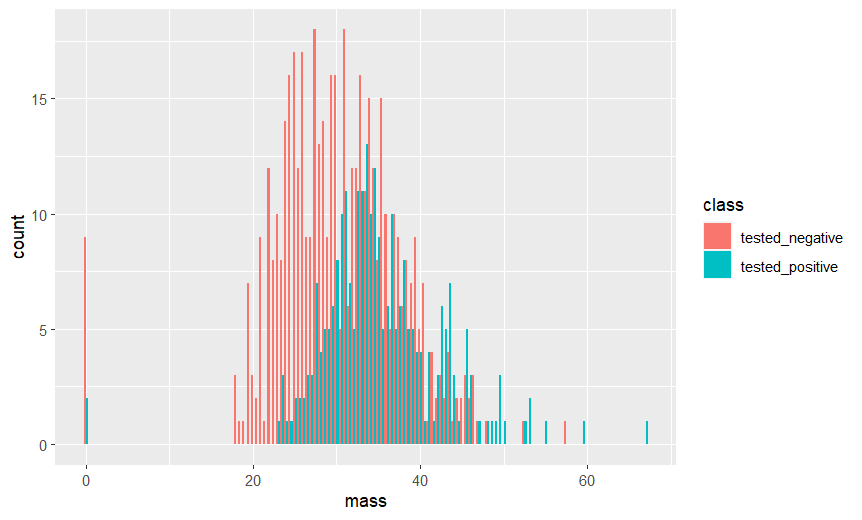 15
10
5
0
count
0 20 40 60
mass
class
tested_negative
tested_positive